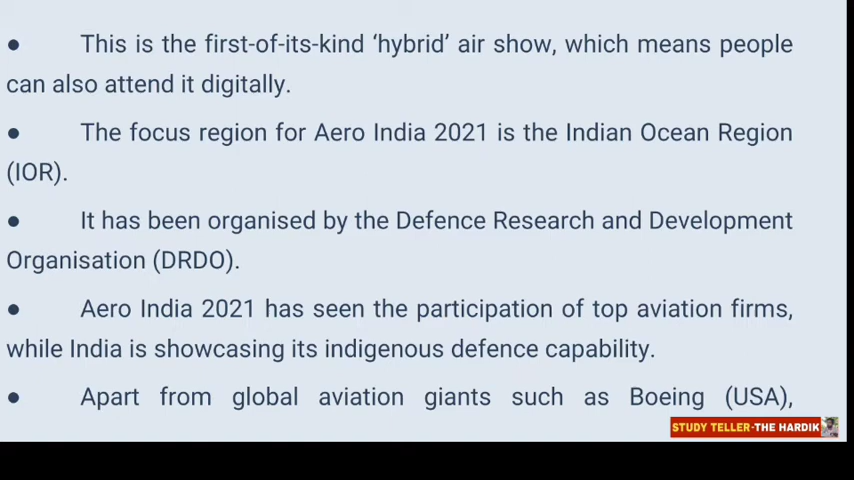 ● This is the first-of-its-kind ‘hybrid’ air show, which means people
can also attend it digitally.
● The focus region for Aero India 2021 is the Indian Ocean Region
(IOR).
● It has been organised by the Defence Research and Development
Organisation (DRDO).
● Aero India 2021 has seen the participation of top aviation firms,
while India is showcasing its indigenous defence capability.
● Apart from global aviation giants such as Boeing (USA),
STUDY TELLER-THE HARDIK